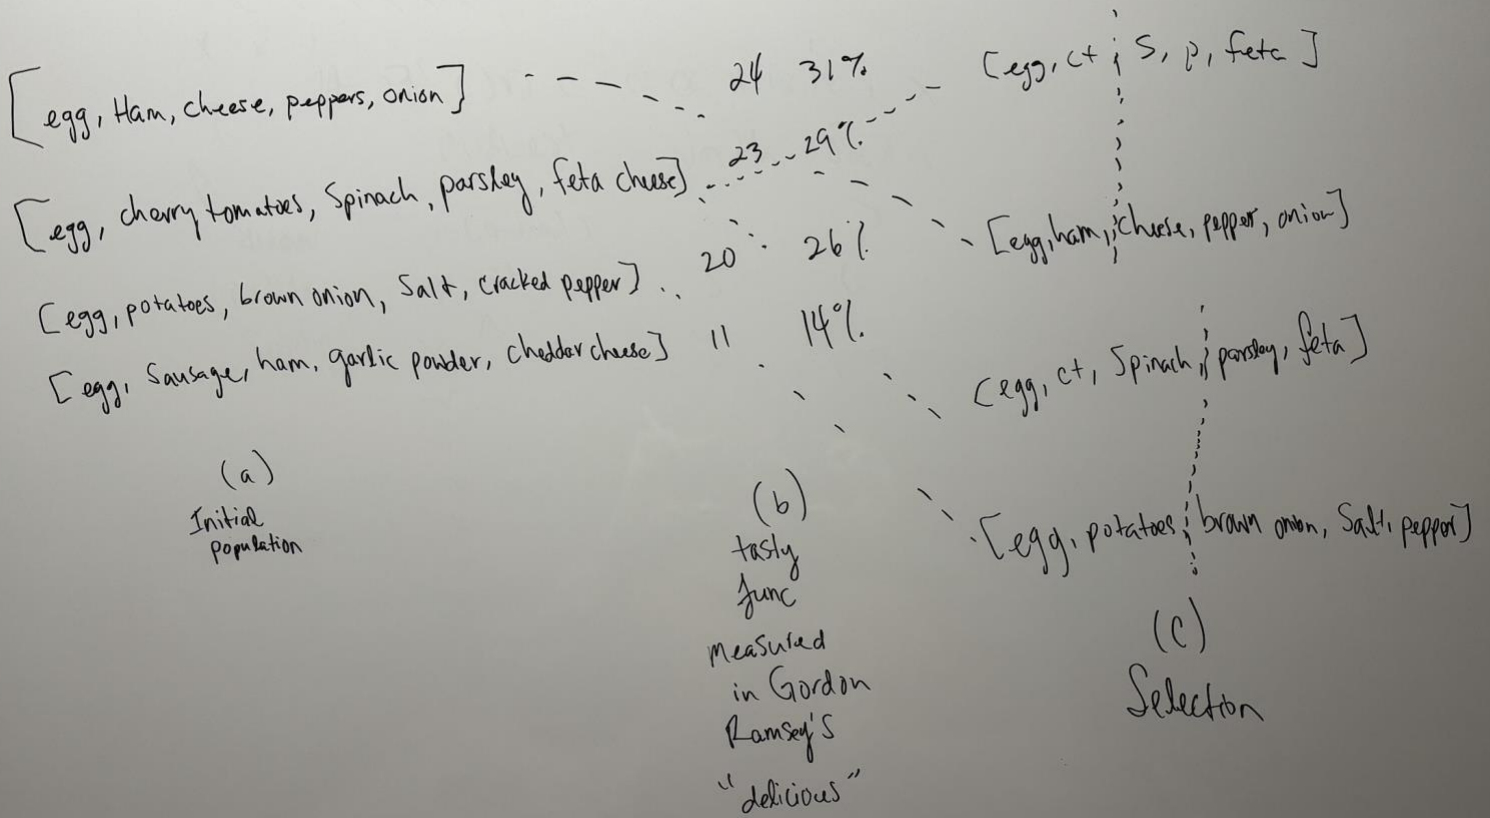 [egg, Ham, cheese, peppers, onion]
[egg, cherry tomatoes, Spinach, parsley, feta cheese]
[egg, potatoes, brown onion, Salt, cracked pepper]
[egg, Sausage, ham, garlic powder, cheddar cheese]
(a)
Initial
population
24 31%
23 29%
20 26%
11 14%
(b)
tasty
func
measured
in Gordon
Ramsey's
"delicious"
[egg, ct S, p, feta]
[egg, ham, cheese, pepper, onion]
[egg, ct, Spinach, parsley, feta]
[egg, potatoes, brown onion, Salt, pepper]
(c)
Selection